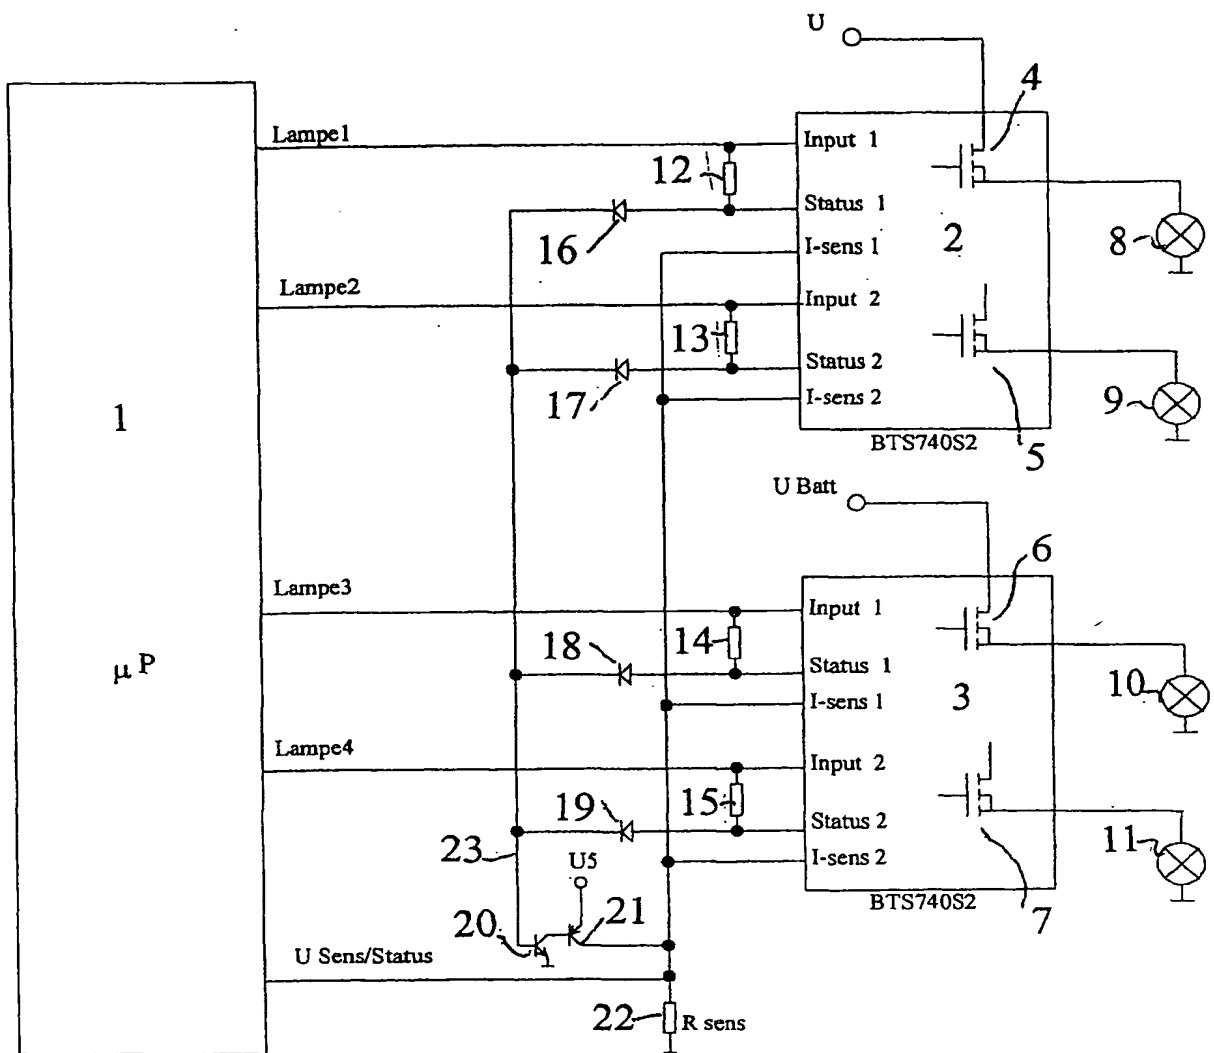 U
4
Lampe1
Input 1
12
Status 1
16
2
8
I-sens 1
Lampe2
Input 2
13
Status 2
17
I-sens 2
9
1
BTS740S2
5
U Batt
6
Lampe3
Input 1
14
18
Status 1
µP
I-sens 1
3
10
Lampe4
Input 2
15
19
Status 2
23
U5
I-sens 2
11
BTS740S2
7
20
21
U Sens/Status
22
R sens